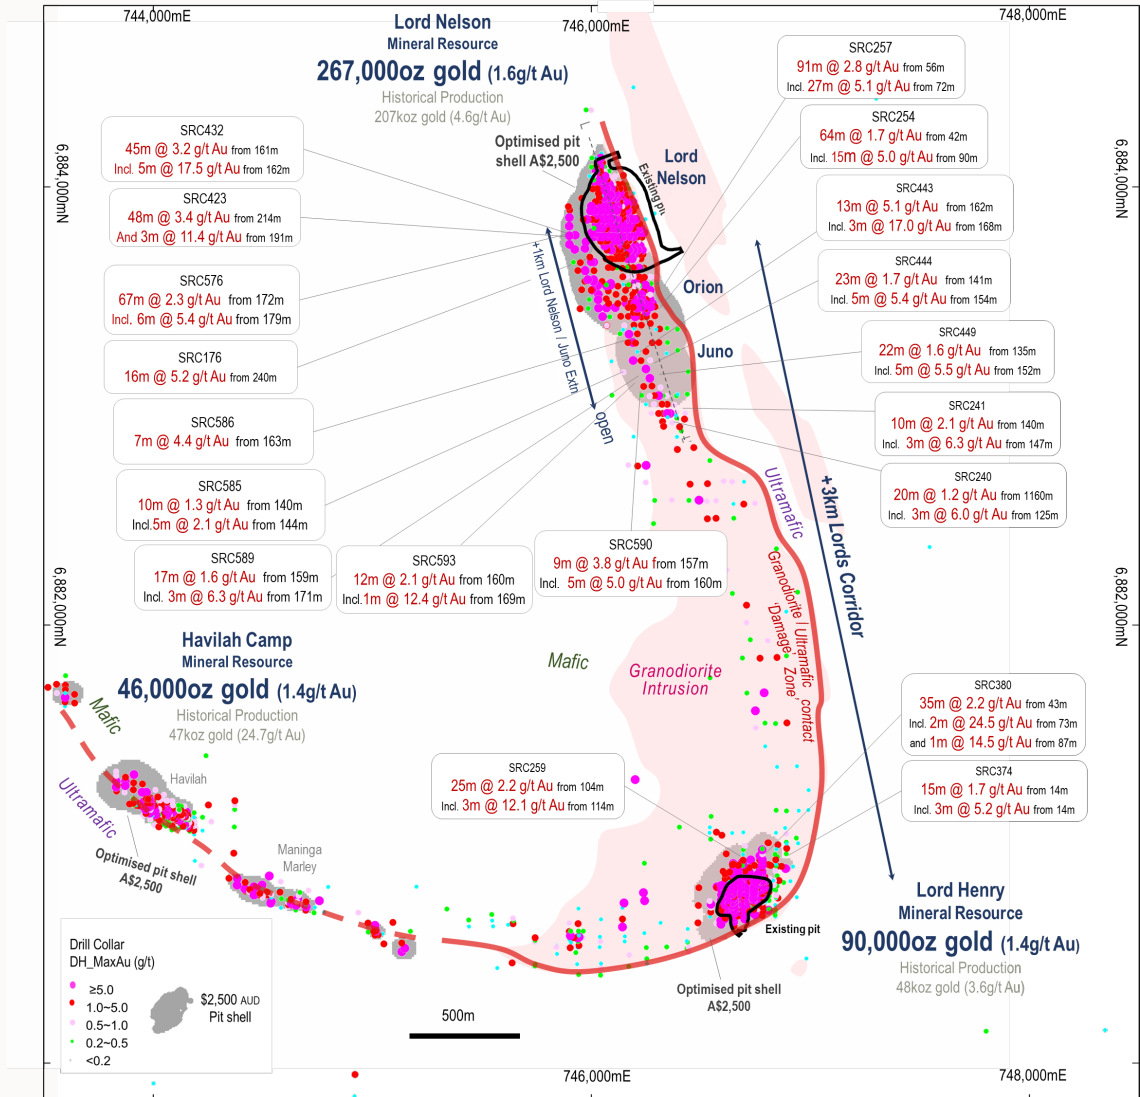 744,000mE
746,000mE
748,000mE
Lord Nelson
Mineral Resource
267,000oz gold (1.6g/t Au)
Historical Production
207koz gold (4.6g/t Au)
SRC257
91m @ 2.8 g/t Au from 56m
Incl. 27m @ 5.1 g/t Au from 72m
SRC254
64m @ 1.7 g/t Au from 42m
Incl. 15m @ 5.0 g/t Au from 90m
SRC432
45m @ 3.2 g/t Au from 161m
Incl. 5m @ 17.5 g/t Au from 162m
Optimised pit
shell A$2,500
Lord
Nelson
Existing pit
6,884,000mN
6,884,000mN
SRC423
48m @ 3.4 g/t Au from 214m
And 3m @ 11.4 g/t Au from 191m
SRC443
13m @ 5.1 g/t Au from 162m
Incl. 3m @ 17.0 g/t Au from 168m
SRC444
23m @ 1.7 g/t Au from 141m
Incl. 5m @ 5.4 g/t Au from 154m
SRC576
67m @ 2.3 g/t Au from 172m
Incl. 6m @ 5.4 g/t Au from 179m
+1km Lord Nelson / Juno Extn
open
Orion
Juno
SRC449
22m @ 1.6 g/t Au from 135m
Incl. 5m @ 5.5 g/t Au from 152m
SRC176
16m @ 5.2 g/t Au from 240m
SRC241
10m @ 2.1 g/t Au from 140m
Incl. 3m @ 6.3 g/t Au from 147m
SRC586
7m @ 4.4 g/t Au from 163m
SRC240
20m @ 1.2 g/t Au from 1160m
Incl. 3m @ 6.0 g/t Au from 125m
SRC585
10m @ 1.3 g/t Au from 140m
Incl.5m @ 2.1 g/t Au from 144m
Ultramafic
+3km Lords Corridor
SRC589
17m @ 1.6 g/t Au from 159m
Incl. 3m @ 6.3 g/t Au from 171m
SRC593
12m @ 2.1 g/t Au from 160m
Incl.1m @ 12.4 g/t Au from 169m
SRC590
9m @ 3.8 g/t Au from 157m
Incl. 5m @ 5.0 g/t Au from 160m
6,882,000mN
6,882,000mN
Granodiorite / Ultramafic contact
'Damage' Zone
Havilah Camp
Mineral Resource
46,000oz gold (1.4g/t Au)
Historical Production
47koz gold (24.7g/t Au)
Mafic
Granodiorite
Intrusion
Mafic
Ultramafic
Havilah
Optimised pit shell
A$2,500
SRC380
35m @ 2.2 g/t Au from 43m
Incl. 2m @ 24.5 g/t Au from 73m
and 1m @ 14.5 g/t Au from 87m
SRC259
25m @ 2.2 g/t Au from 104m
Incl. 3m @ 12.1 g/t Au from 114m
SRC374
15m @ 1.7 g/t Au from 14m
Incl. 3m @ 5.2 g/t Au from 14m
Maninga
Marley
Lord Henry
Mineral Resource
90,000oz gold (1.4g/t Au)
Historical Production
48koz gold (3.6g/t Au)
Existing pit
Optimised pit shell
A$2,500
Drill Collar
DH_MaxAu (g/t)
≥5.0
1.0~5.0
0.5~1.0
0.2~0.5
<0.2
$2,500 AUD
Pit shell
500m
746,000mE
748,000mE